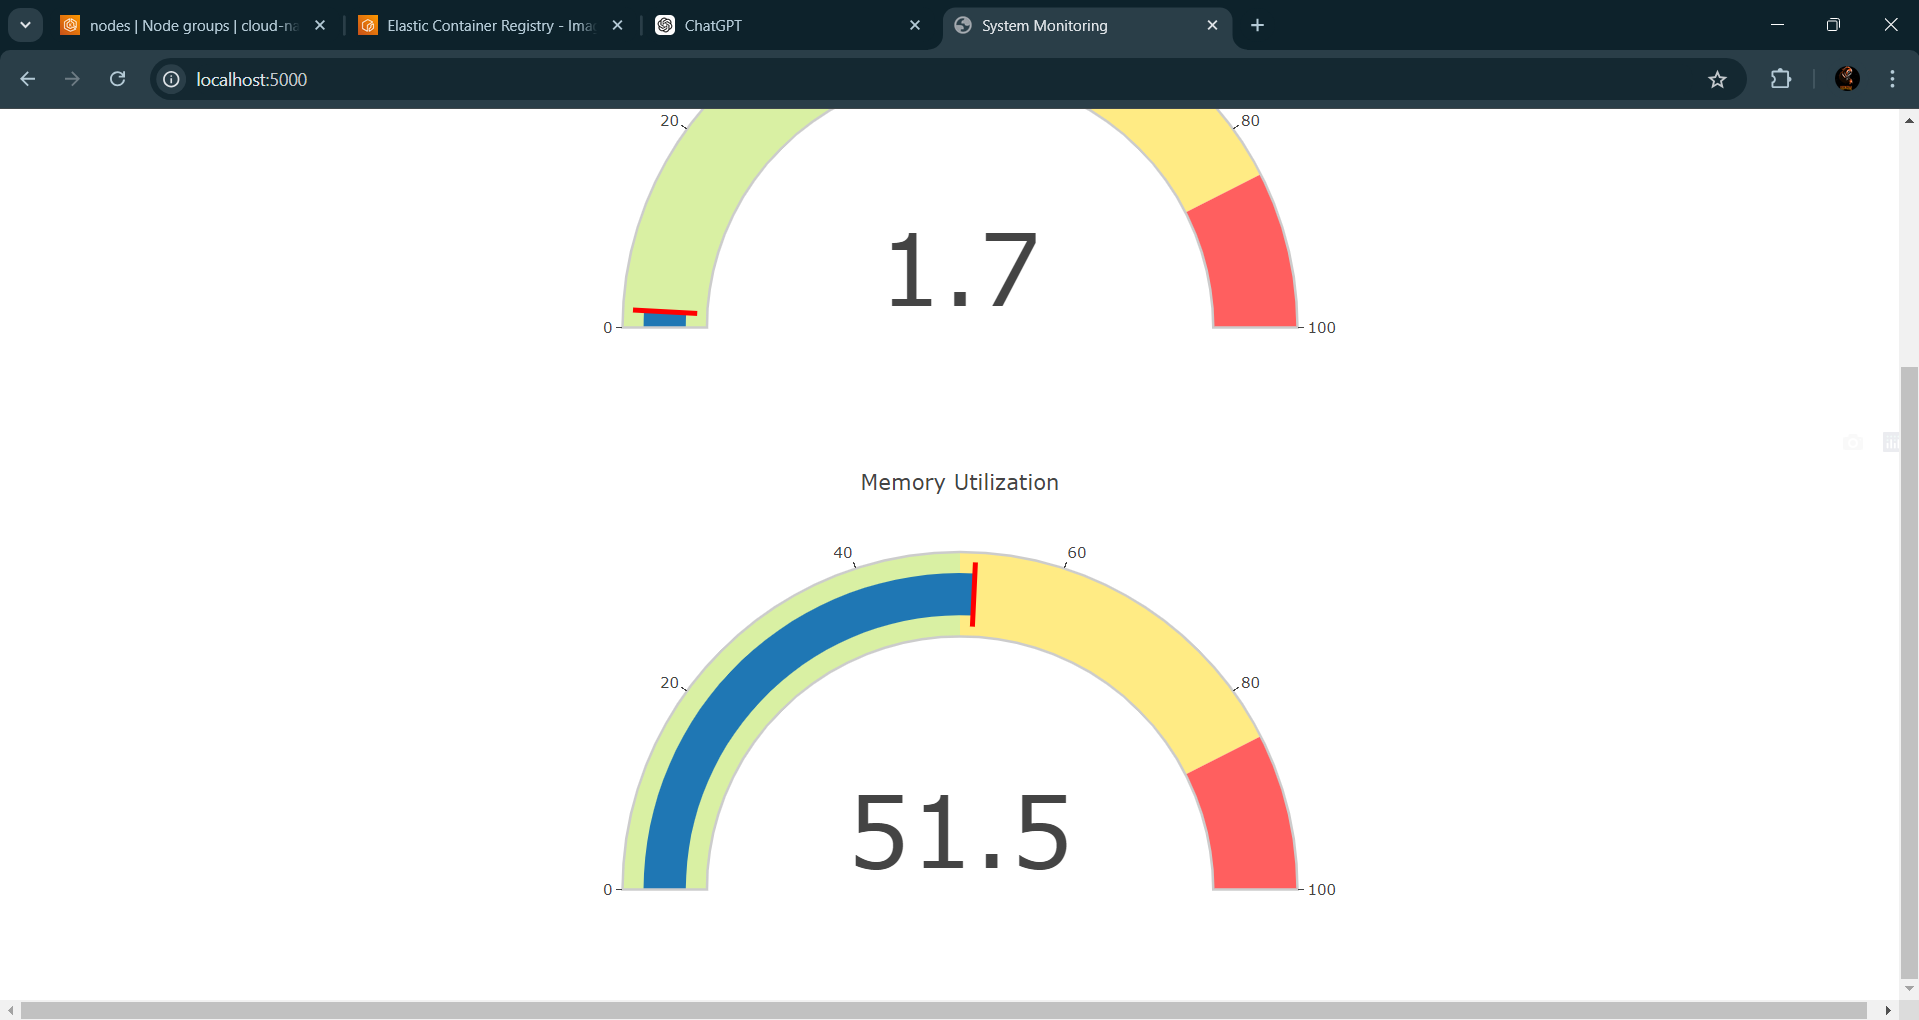 nodes | Node groups | cloud-na
Elastic Container Registry - Imag
ChatGPT
System Monitoring
localhost:5000
20
80
1.7
0
100
Memory Utilization
40
60
20
80
51.5
0
100